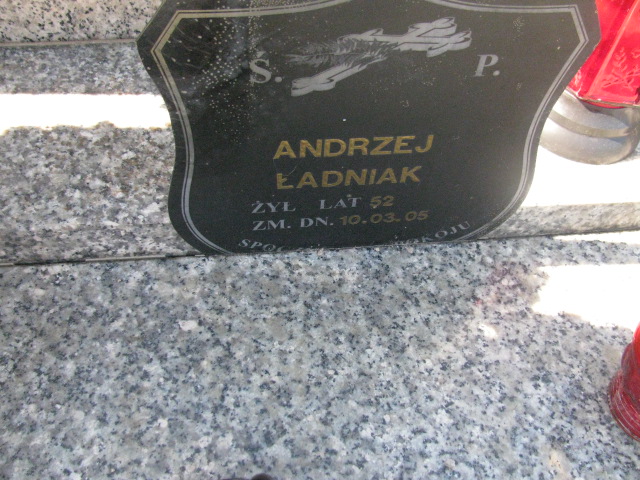 Ś. P.
ANDRZEJ
ŁADNIAK
ŻYŁ LAT 52
ZM. DN. 10.03.05